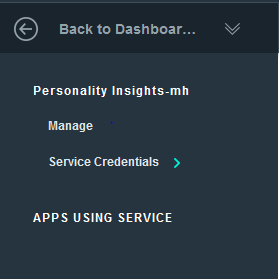 Back to Dashboar...
Personality Insights-mh
Manage
Service Credentials
APPS USING SERVICE